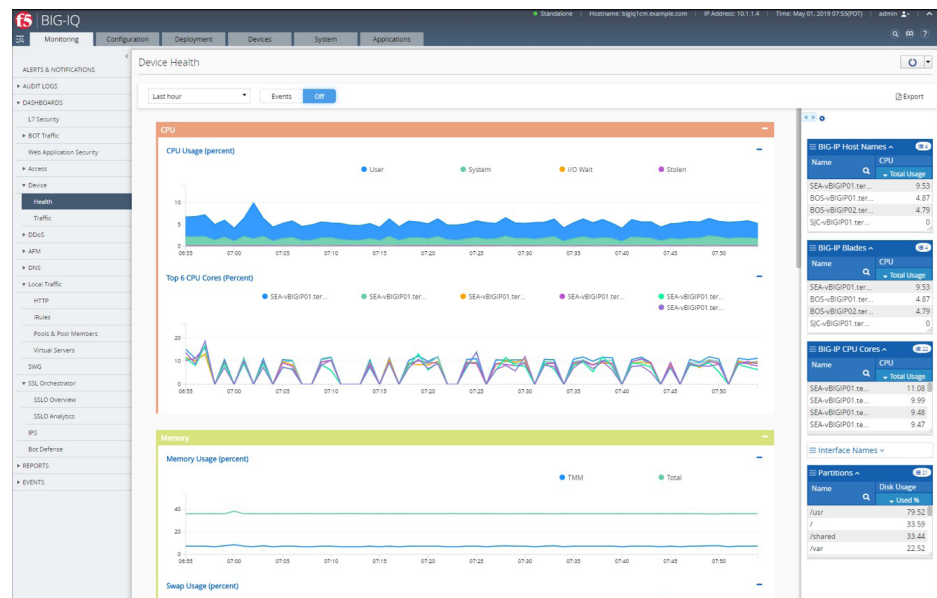 f5 BIG-IQ
Standalone Hostname: bigiq1cm.example.com IP Address: 10.1.1.4 Time: May 01, 2019 07:55(PDT) admin
Monitoring Configuration Deployment Devices System Applications
ALERTS & NOTIFICATIONS
AUDIT LOGS
DASHBOARDS
L7 Security
BOT Traffic
Web Application Security
Access
Device
Health
Traffic
DDoS
AFM
DNS
Local Traffic
HTTP
iRules
Pools & Pool Members
Virtual Servers
SWG
SSL Orchestrator
SSLO Overview
SSLO Analytics
IPS
Bot Defense
REPORTS
EVENTS
Device Health
Last hour Events Off Export
CPU
CPU Usage (percent)
User System I/O Wait Stolen
10
5
0
06:55 07:00 07:05 07:10 07:15 07:20 07:25 07:30 07:35 07:40 07:45 07:50
Top 6 CPU Cores (Percent)
SEA-vBIGIP01.ter... SEA-vBIGIP01.ter... SEA-vBIGIP01.ter... SEA-vBIGIP01.ter... SEA-vBIGIP01.ter...
SEA-vBIGIP01.ter...
20
10
0
06:55 07:00 07:05 07:10 07:15 07:20 07:25 07:30 07:35 07:40 07:45 07:50
Memory
Memory Usage (percent)
TMM Total
40
20
0
06:55 07:00 07:05 07:10 07:15 07:20 07:25 07:30 07:35 07:40 07:45 07:50
Swap Usage (percent)
BIG-IP Host Names
Name CPU
Total Usage
SEA-vBIGIP01.ter... 9.53
BOS-vBIGIP01.ter... 4.87
BOS-vBIGIP02.ter... 4.79
SJC-vBIGIP01.ter... 0
BIG-IP Blades
Name CPU
Total Usage
SEA-vBIGIP01.ter... 9.53
BOS-vBIGIP01.ter... 4.87
BOS-vBIGIP02.ter... 4.79
SJC-vBIGIP01.ter... 0
BIG-IP CPU Cores
Name CPU
Total Usage
SEA-vBIGIP01.te... 11.08
SEA-vBIGIP01.te... 9.99
SEA-vBIGIP01.te... 9.48
SEA-vBIGIP01.te... 9.47
Interface Names
Partitions
Name Disk Usage
Used %
/usr 79.52
/ 33.59
/shared 33.44
/var 22.52